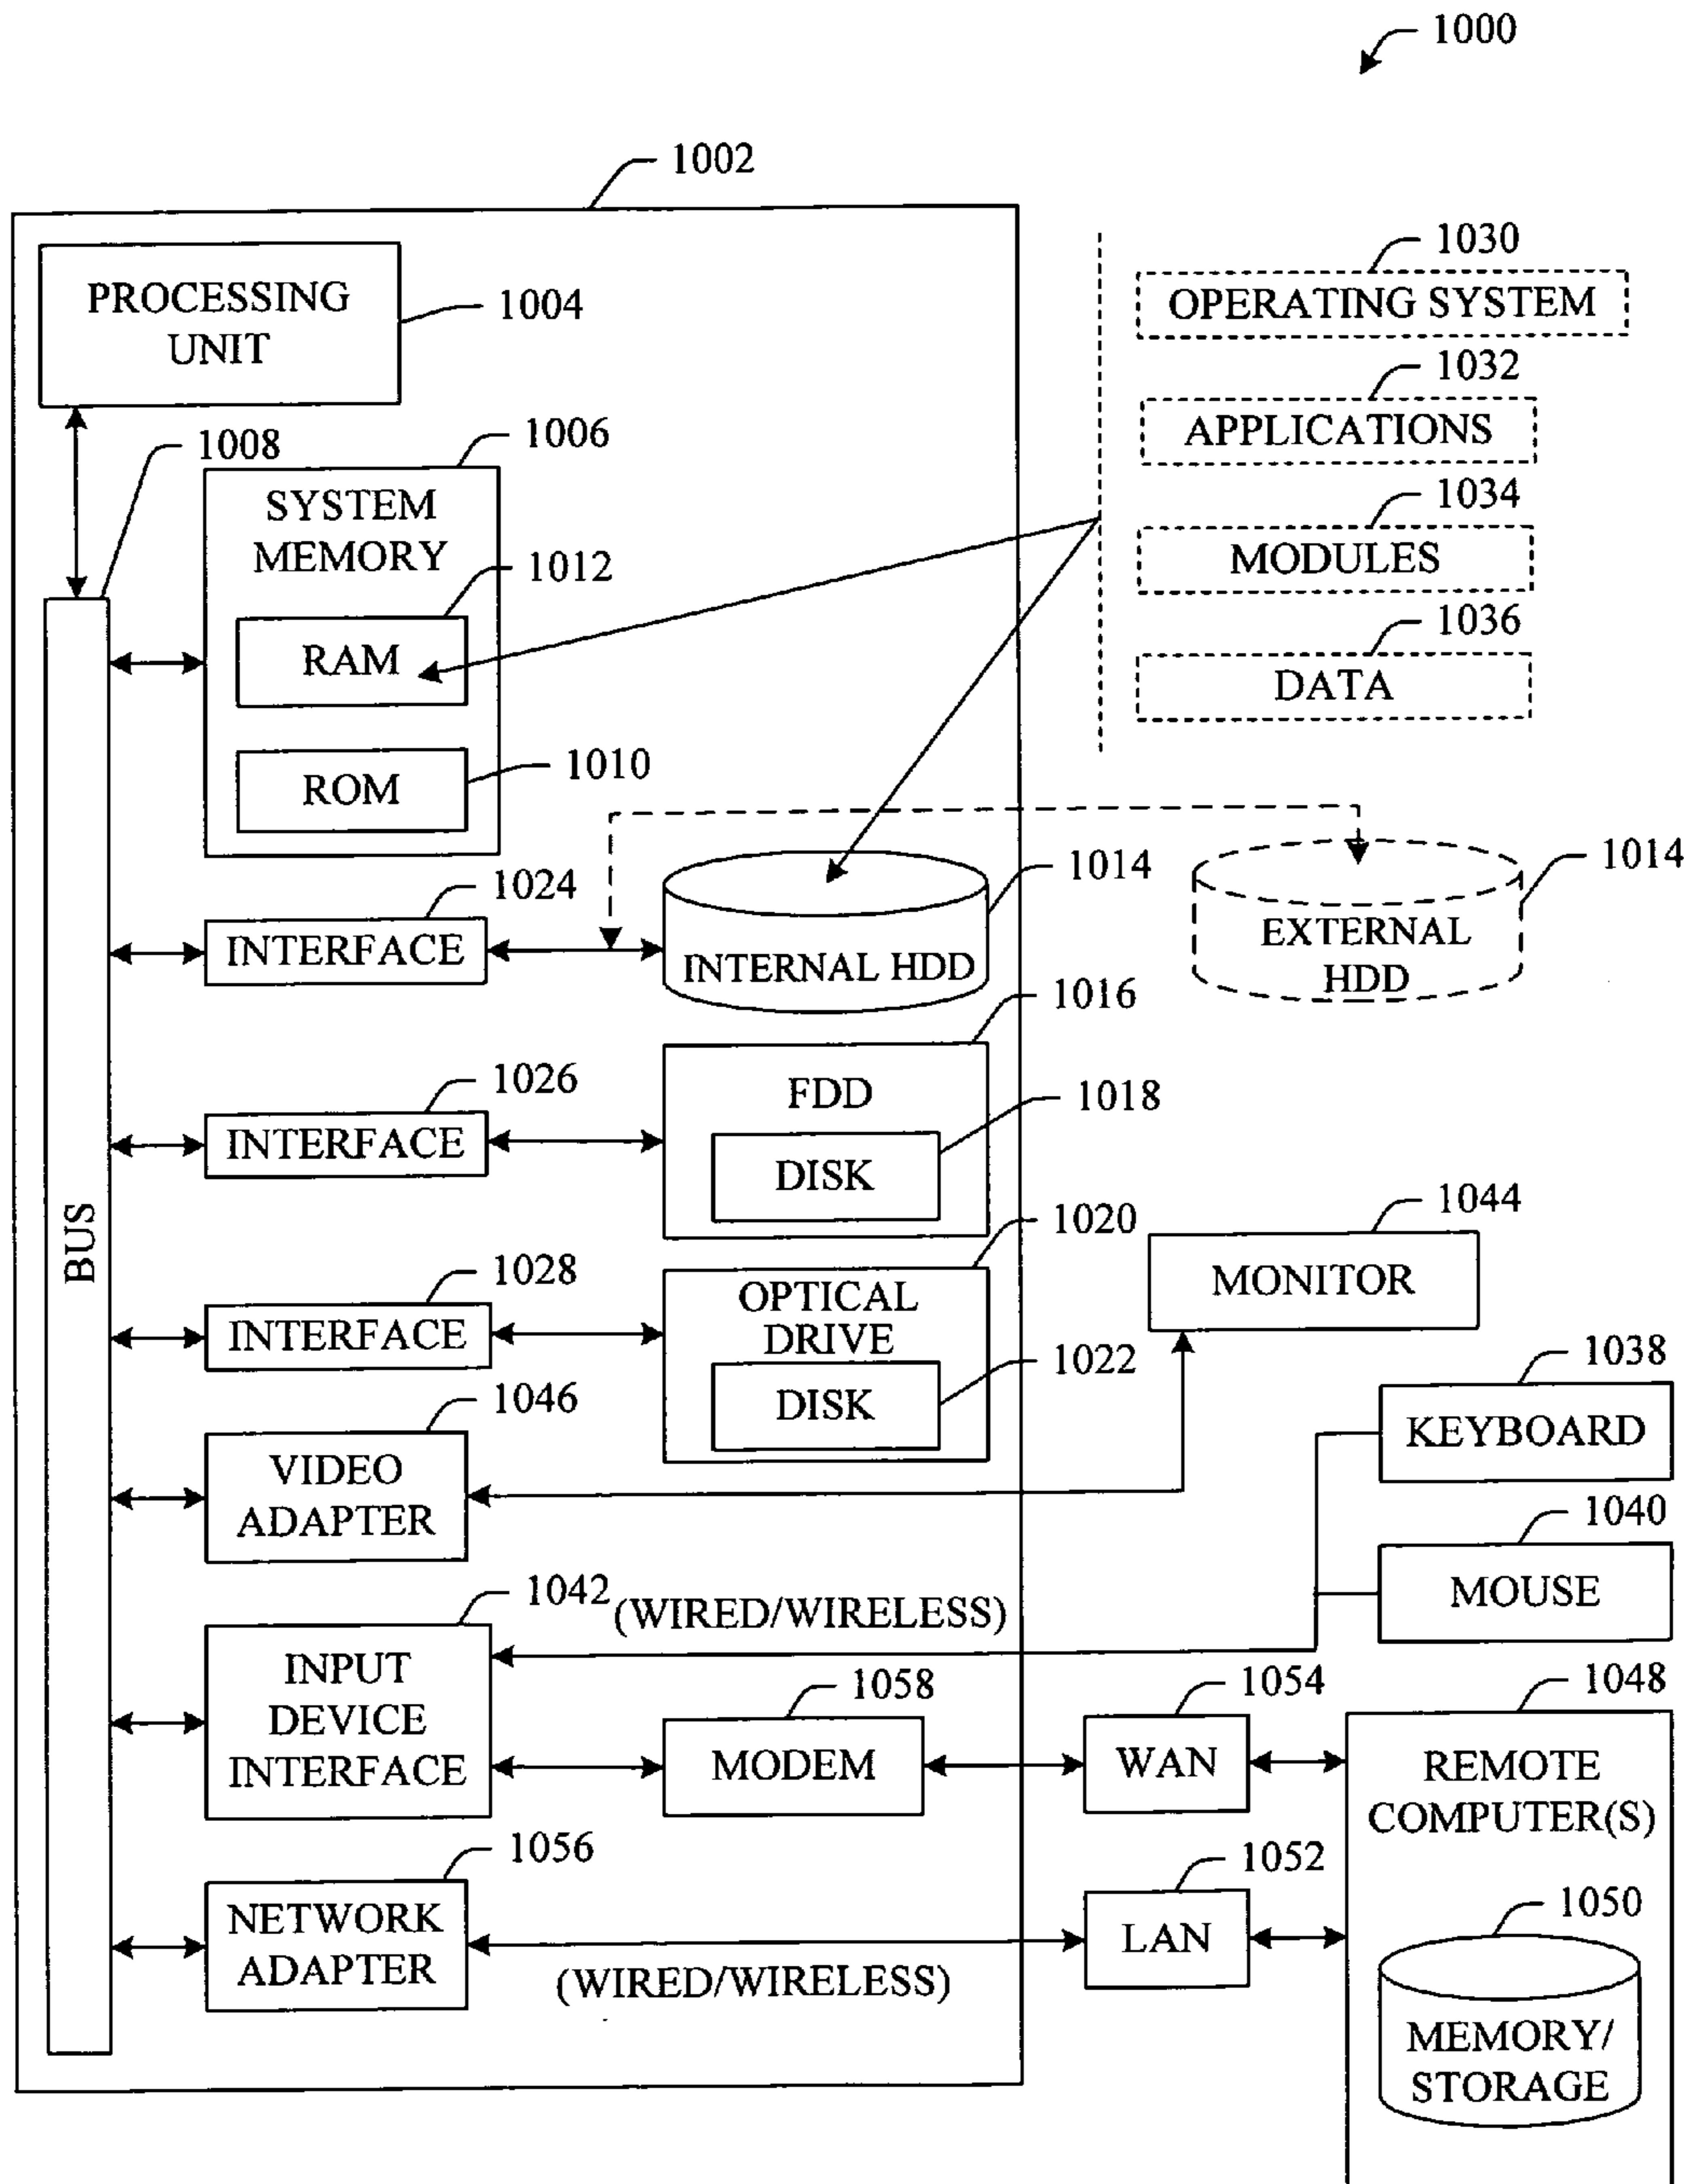 1000
1002
PROCESSING
UNIT
1004
1030
OPERATING SYSTEM
1032
APPLICATIONS
1034
MODULES
1036
DATA
1008
1006
SYSTEM
MEMORY
1012
RAM
1010
ROM
BUS
1024
INTERFACE
1014
INTERNAL HDD
1014
EXTERNAL
HDD
1026
INTERFACE
1016
FDD
1018
DISK
1028
INTERFACE
1020
OPTICAL
DRIVE
1022
DISK
1044
MONITOR
1046
VIDEO
ADAPTER
1038
KEYBOARD
1040
MOUSE
1042
(WIRED/WIRELESS)
INPUT
DEVICE
INTERFACE
1058
MODEM
1054
WAN
1048
REMOTE
COMPUTER(S)
1056
NETWORK
ADAPTER
(WIRED/WIRELESS)
1052
LAN
1050
MEMORY/
STORAGE